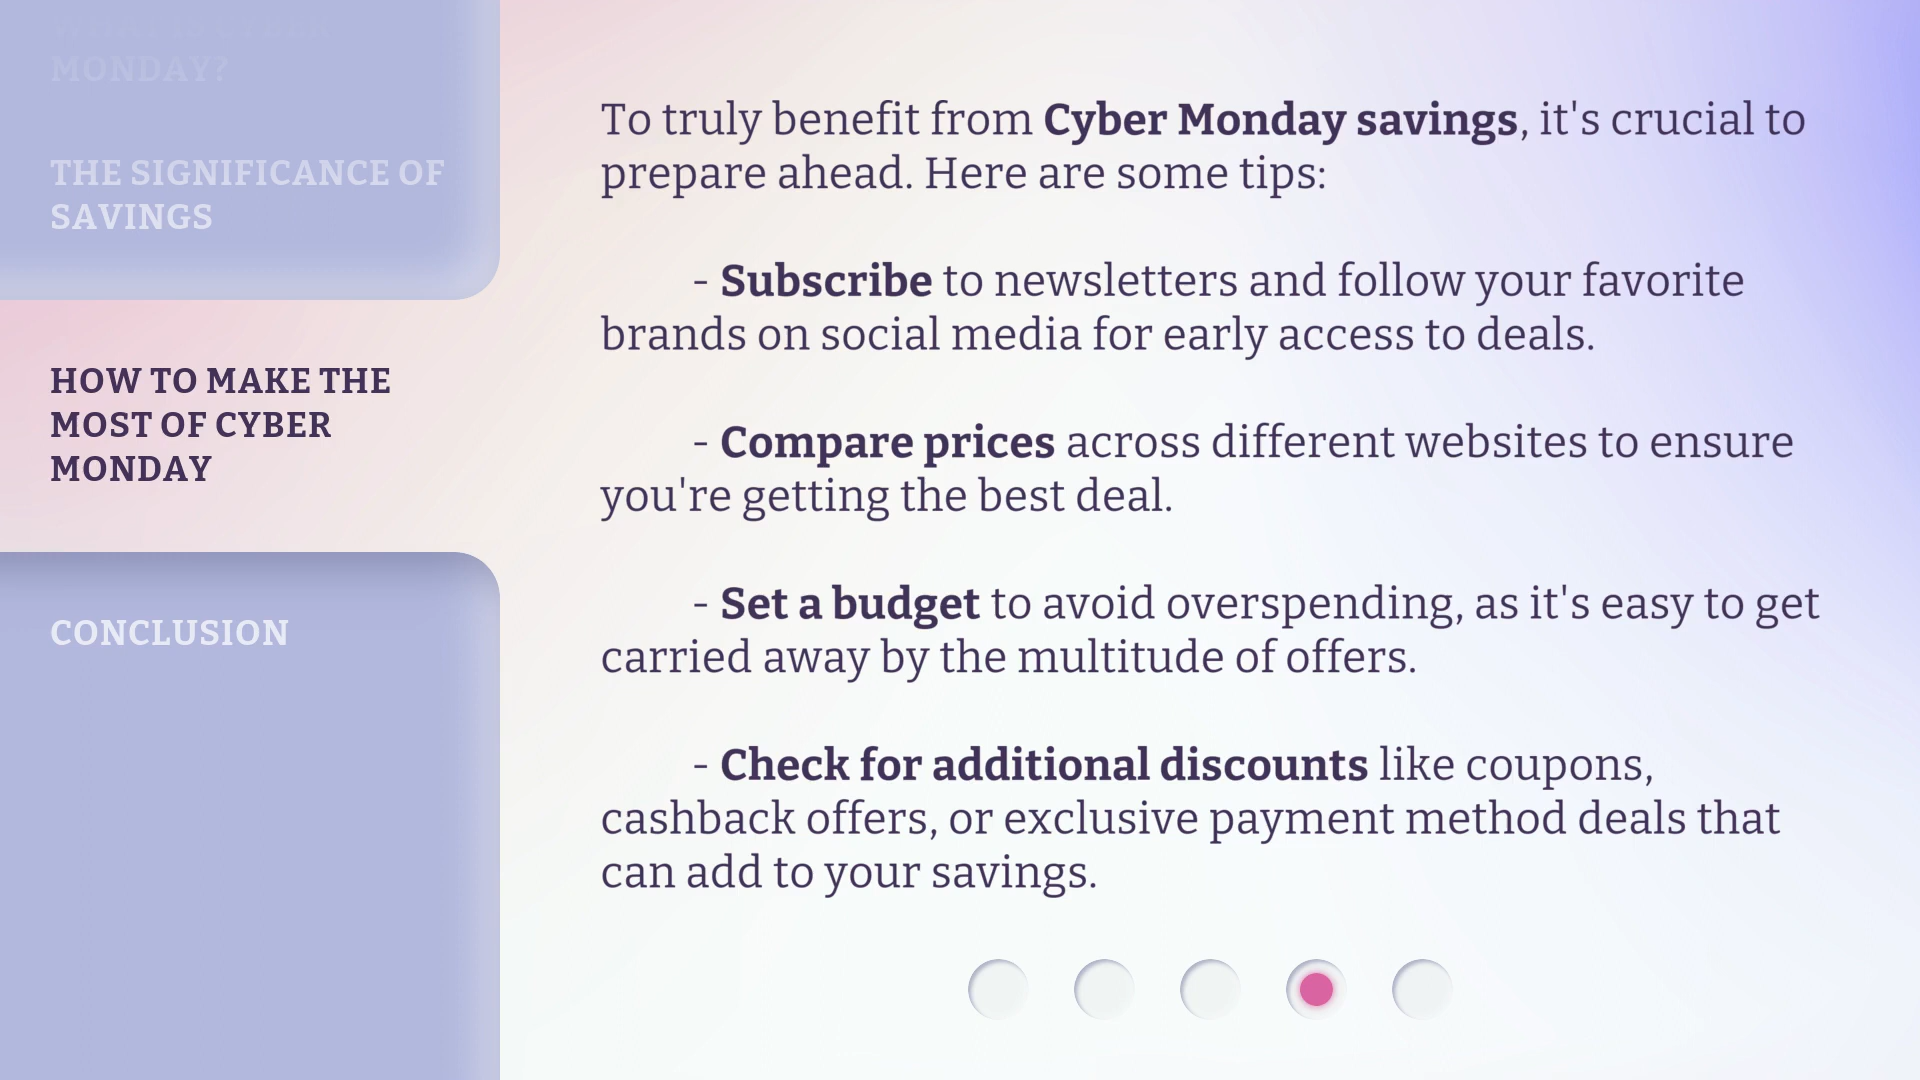 WHAT IS CYBER
MONDAY?
THE SIGNIFICANCE OF
SAVINGS
HOW TO MAKE THE
MOST OF CYBER
MONDAY
CONCLUSION
To truly benefit from Cyber Monday savings, it's crucial to
prepare ahead. Here are some tips:
- Subscribe to newsletters and follow your favorite
brands on social media for early access to deals.
- Compare prices across different websites to ensure
you're getting the best deal.
- Set a budget to avoid overspending, as it's easy to get
carried away by the multitude of offers.
- Check for additional discounts like coupons,
cashback offers, or exclusive payment method deals that
can add to your savings.